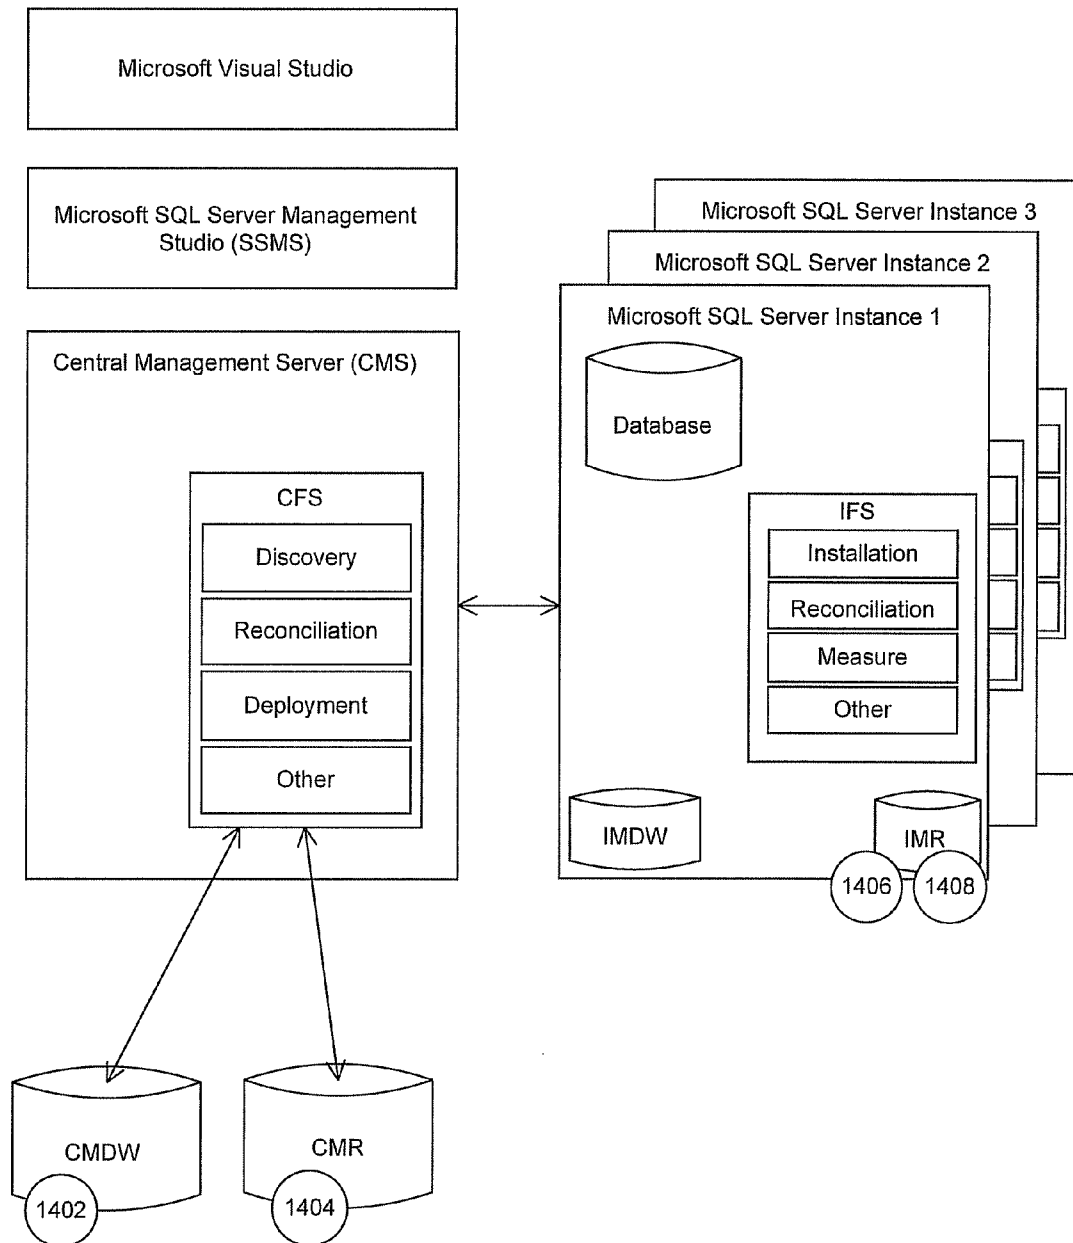 Microsoft Visual Studio
Microsoft SQL Server Management
Studio (SSMS)
Central Management Server (CMS)
CFS
Discovery
Reconciliation
Deployment
Other
Microsoft SQL Server Instance 3
Microsoft SQL Server Instance 2
Microsoft SQL Server Instance 1
Database
IFS
Installation
Reconciliation
Measure
Other
IMDW
IMR
1406
1408
CMDW
CMR
1402
1404